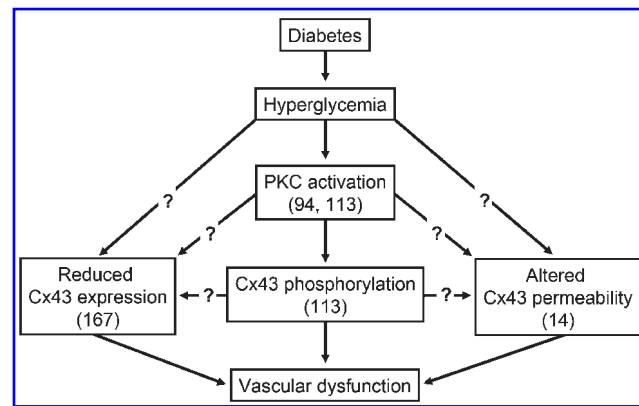 Diabetes
Hyperglycemia
?
?
PKC activation
(94, 113)
?
?
Reduced
Cx43 expression
(167)
?
Cx43 phosphorylation
(113)
?
Altered
Cx43 permeability
(14)
Vascular dysfunction